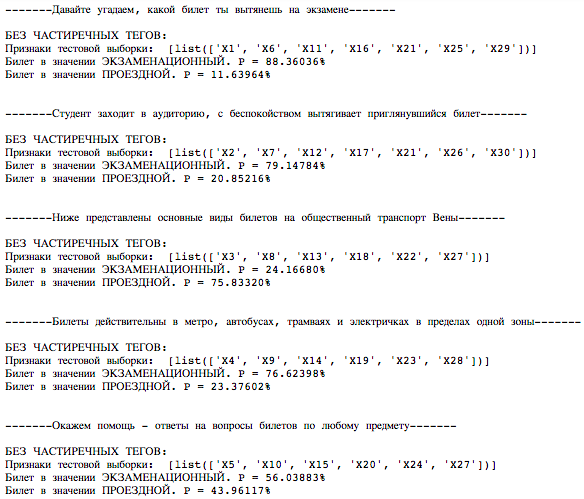 -------Давайте угадаем, какой билет ты вытянешь на экзамене-------
БЕЗ ЧАСТИРЕЧНЫХ ТЕГОВ:
Признаки тестовой выборки:  [list(['X1', 'X6', 'X11', 'X16', 'X21', 'X25', 'X29'])]
Билет в значении ЭКЗАМЕНАЦИОННЫЙ. P = 88.36036%
Билет в значении ПРОЕЗДНОЙ. P = 11.63964%
-------Студент заходит в аудиторию, с беспокойством вытягивает приглянувшийся билет-------
БЕЗ ЧАСТИРЕЧНЫХ ТЕГОВ:
Признаки тестовой выборки:  [list(['X2', 'X7', 'X12', 'X17', 'X21', 'X26', 'X30'])]
Билет в значении ЭКЗАМЕНАЦИОННЫЙ. P = 79.14784%
Билет в значении ПРОЕЗДНОЙ. P = 20.85216%
-------Ниже представлены основные виды билетов на общественный транспорт Вены-------
БЕЗ ЧАСТИРЕЧНЫХ ТЕГОВ:
Признаки тестовой выборки:  [list(['X3', 'X8', 'X13', 'X18', 'X22', 'X27'])]
Билет в значении ЭКЗАМЕНАЦИОННЫЙ. P = 24.16680%
Билет в значении ПРОЕЗДНОЙ. P = 75.83320%
-------Билеты действительны в метро, автобусах, трамваях и электричках в пределах одной зоны-------
БЕЗ ЧАСТИРЕЧНЫХ ТЕГОВ:
Признаки тестовой выборки:  [list(['X4', 'X9', 'X14', 'X19', 'X23', 'X28'])]
Билет в значении ЭКЗАМЕНАЦИОННЫЙ. P = 76.62398%
Билет в значении ПРОЕЗДНОЙ. P = 23.37602%
-------Окажем помощь – ответы на вопросы билетов по любому предмету-------
БЕЗ ЧАСТИРЕЧНЫХ ТЕГОВ:
Признаки тестовой выборки:  [list(['X5', 'X10', 'X15', 'X20', 'X24', 'X27'])]
Билет в значении ЭКЗАМЕНАЦИОННЫЙ. P = 56.03883%
Билет в значении ПРОЕЗДНОЙ. P = 43.96117%